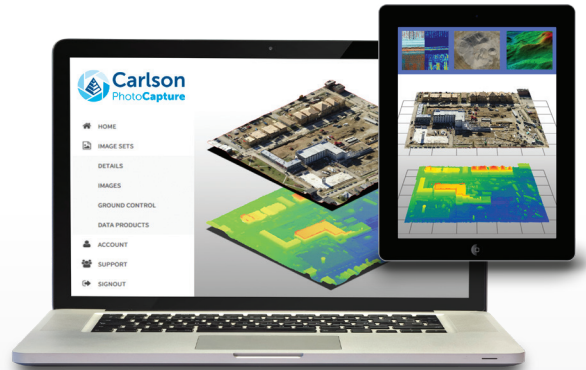 Carlson
PhotoCapture
HOME
IMAGE SETS
DETAILS
IMAGES
GROUND CONTROL
DATA PRODUCTS
ACCOUNT
SUPPORT
SIGNOUT